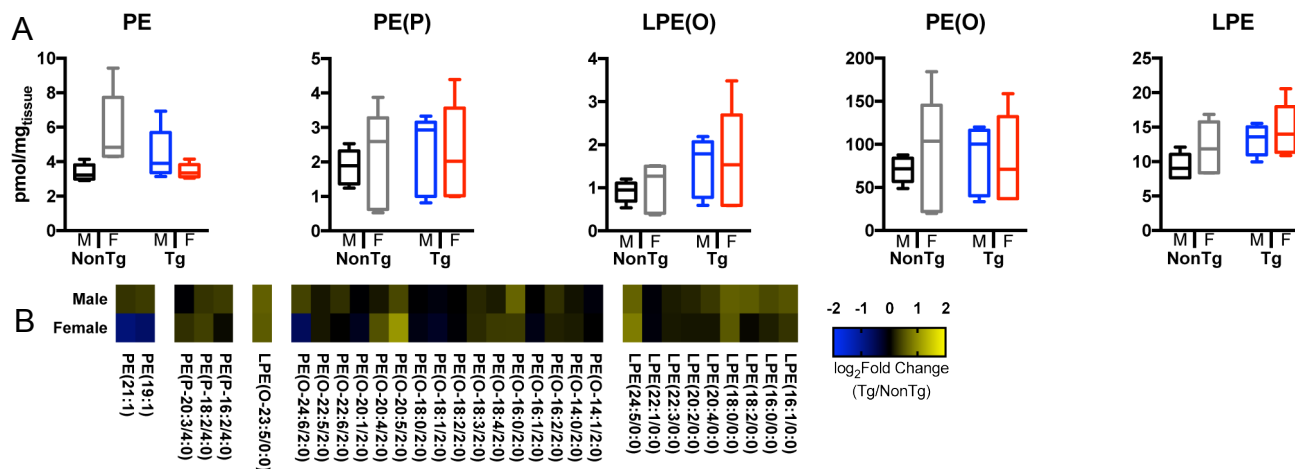 A
PE
PE(P)
LPE(O)
PE(O)
LPE
pmol/mgtissue
10
8
6
4
2
0
M F
M F
NonTg
Tg
5
4
3
2
1
0
M F
M F
NonTg
Tg
4
3
2
1
0
M F
M F
NonTg
Tg
200
150
100
50
0
M F
M F
NonTg
Tg
25
20
15
10
5
0
M F
M F
NonTg
Tg
B
Male
Female
PE(21:1)
PE(19:1)
PE(P-20:3/4:0)
PE(P-18:2/4:0)
PE(P-16:2/4:0)
LPE(O-23:5/0:0)
PE(O-24:6/2:0)
PE(O-22:5/2:0)
PE(O-22:6/2:0)
PE(O-20:1/2:0)
PE(O-20:4/2:0)
PE(O-20:5/2:0)
PE(O-18:0/2:0)
PE(O-18:1/2:0)
PE(O-18:2/2:0)
PE(O-18:3/2:0)
PE(O-18:4/2:0)
PE(O-16:0/2:0)
PE(O-16:1/2:0)
PE(O-16:2/2:0)
PE(O-14:0/2:0)
PE(O-14:1/2:0)
LPE(24:5/0:0)
LPE(22:1/0:0)
LPE(22:3/0:0)
LPE(20:2/0:0)
LPE(20:4/0:0)
LPE(18:0/0:0)
LPE(18:2/0:0)
LPE(16:0/0:0)
LPE(16:1/0:0)
-2 -1 0 1 2
log2Fold Change
(Tg/NonTg)